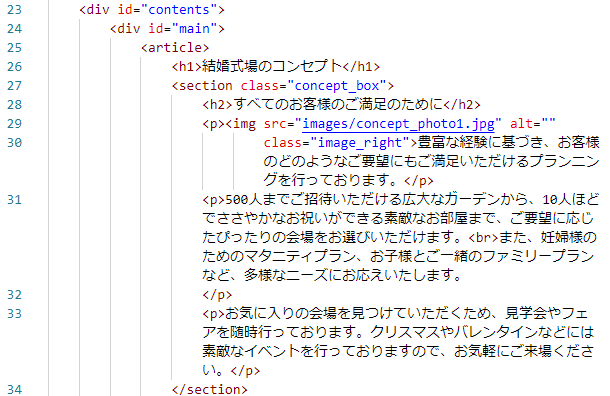 23 <div id="contents">
24 <div id="main">
25 <article>
26 <h1>結婚式場のコンセプト</h1>
27 <section class="concept_box">
28 <h2>すべてのお客様のご満足のために</h2>
29 <p><img src="images/concept_photo1.jpg" alt=""
30 class="image_right">豊富な経験に基づき、お客様
のどのようなご要望にもご満足いただけるプランニン
グを行っております。</p>
31 <p>500人までご招待いただける広大なガーデンから、10人ほど
でささやかなお祝いができる素敵なお部屋まで、ご要望に応じ
たぴったりの会場をお選びいただけます。<br>また、妊婦様の
ためのマタニティプラン、お子様とご一緒のファミリープラン
など、多様なニーズにお応えいたします。
32 </p>
33 <p>お気に入りの会場を見つけていただくため、見学会やフェ
アを随時行っております。クリスマスやバレンタインなどには
素敵なイベントを行っておりますので、お気軽にご来場くださ
い。</p>
34 </section>